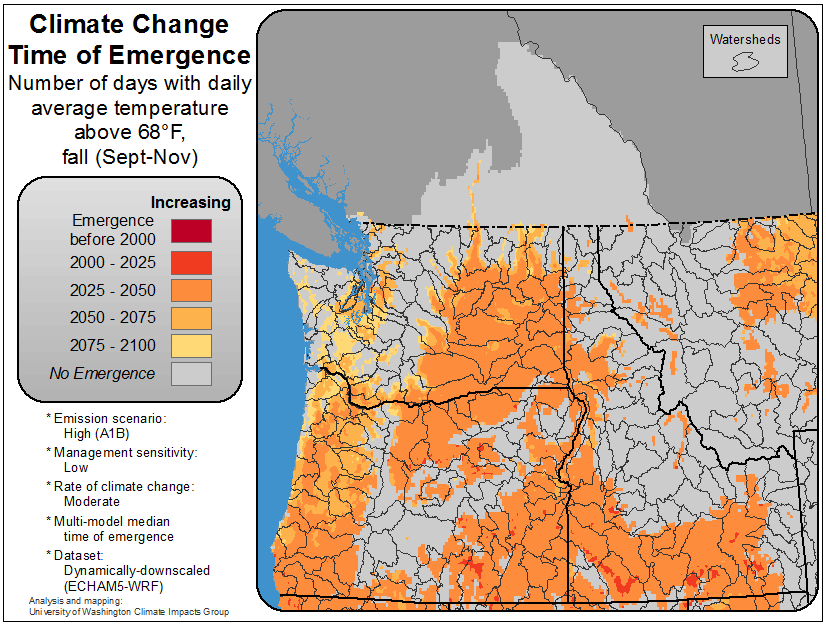 Climate Change
Time of Emergence
Number of days with daily
average temperature
above 68°F,
fall (Sept-Nov)
Increasing
Emergence
before 2000
2000 - 2025
2025 - 2050
2050 - 2075
2075 - 2100
No Emergence
* Emission scenario:
High (A1B)
* Management sensitivity:
Low
* Rate of climate change:
Moderate
* Multi-model median
time of emergence
* Dataset:
Dynamically-downscaled
(ECHAM5-WRF)
Analysis and mapping:
University of Washington Climate Impacts Group
Watersheds